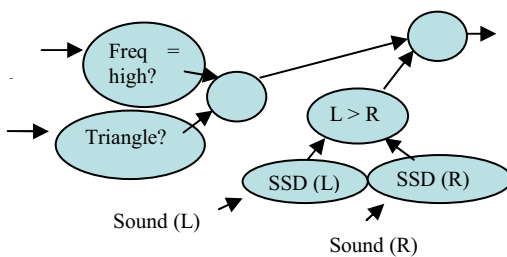 Freq =
high?
Triangle?
L > R
SSD (L)
SSD (R)
Sound (L)
Sound (R)